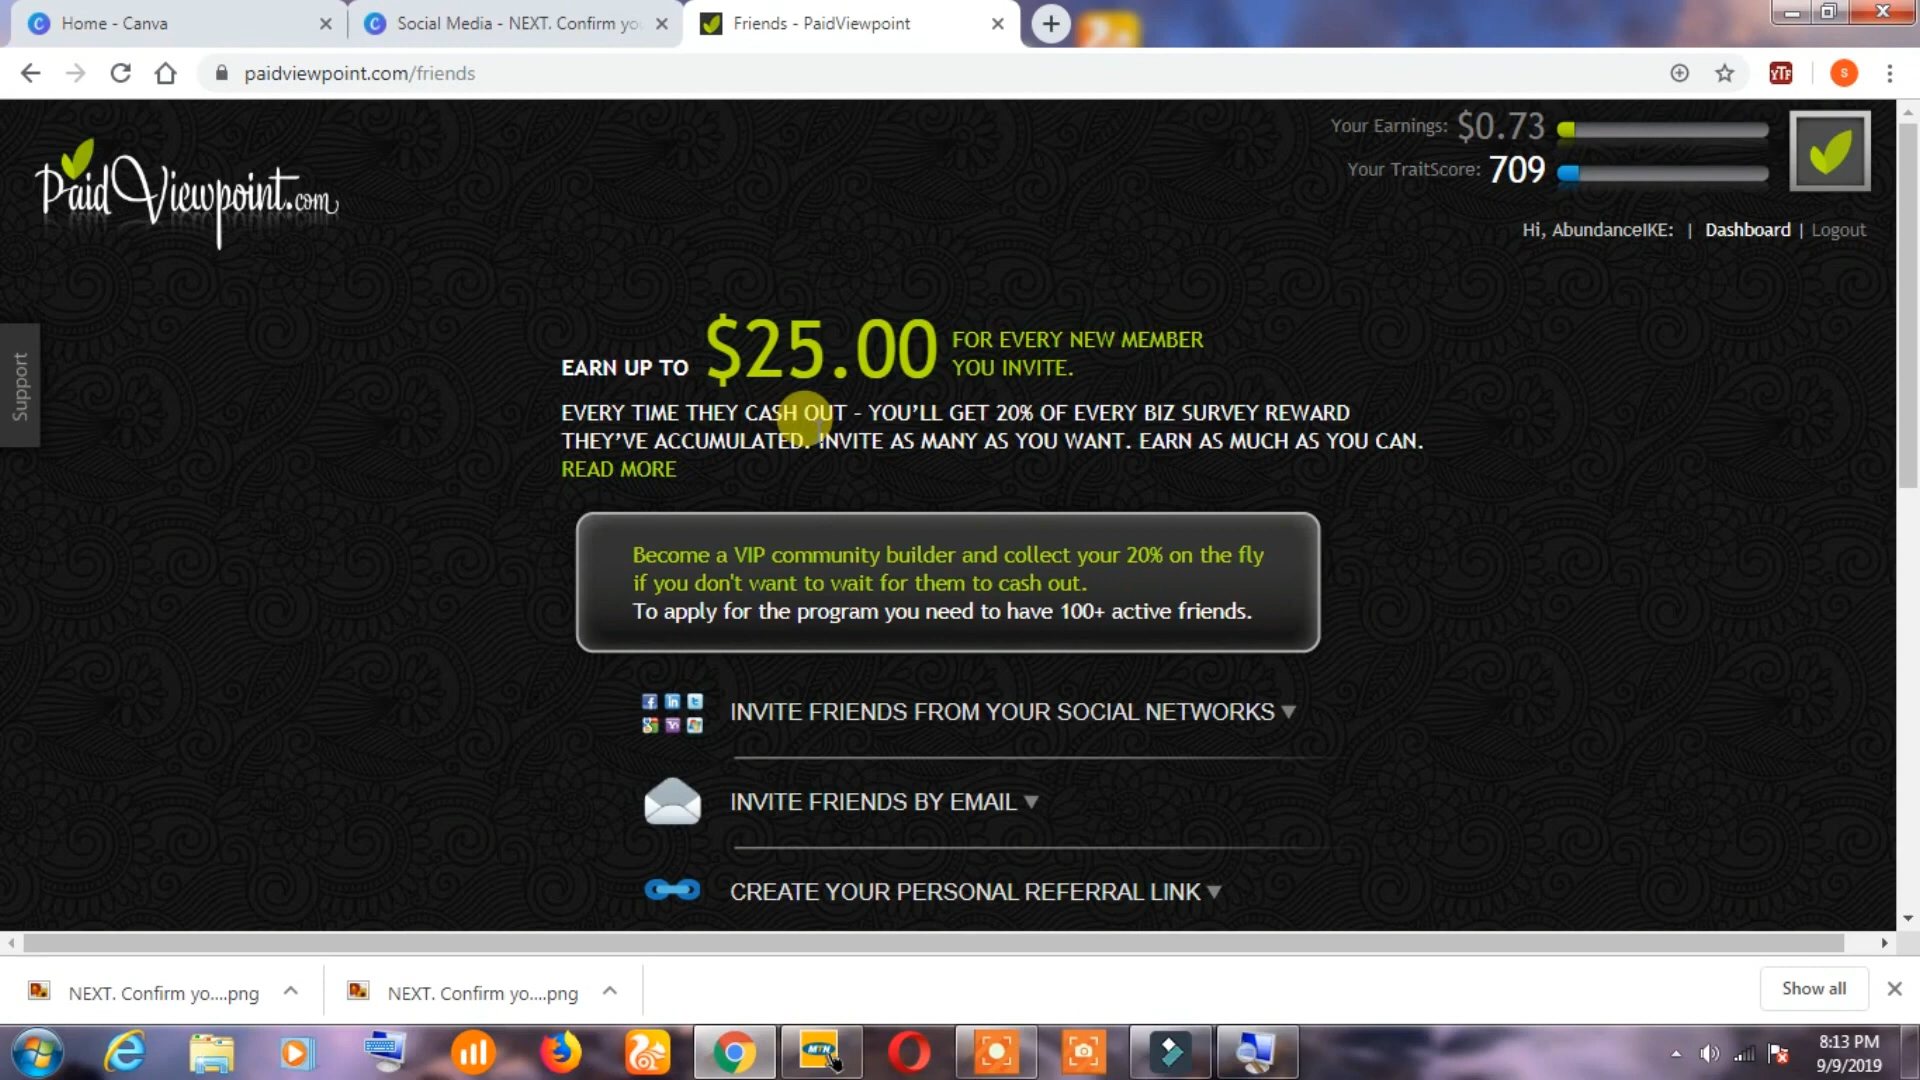 Home - Canva
Social Media - NEXT. Confirm yo
Friends - PaidViewpoint
paidviewpoint.com/friends
YTF
S
Your Earnings: $0.73
PaidViewpoint.com
Your TraitScore: 709
Hi, AbundanceIKE: | Dashboard | Logout
Support
EARN UP TO $25.00 FOR EVERY NEW MEMBER
YOU INVITE.
EVERY TIME THEY CASH OUT - YOU'LL GET 20% OF EVERY BIZ SURVEY REWARD
THEY'VE ACCUMULATED. INVITE AS MANY AS YOU WANT. EARN AS MUCH AS YOU CAN.
READ MORE
Become a VIP community builder and collect your 20% on the fly
if you don't want to wait for them to cash out.
To apply for the program you need to have 100+ active friends.
INVITE FRIENDS FROM YOUR SOCIAL NETWORKS
INVITE FRIENDS BY EMAIL
CREATE YOUR PERSONAL REFERRAL LINK
NEXT. Confirm yo....png
NEXT. Confirm yo....png
Show all
MTN
8:13 PM
9/9/2019